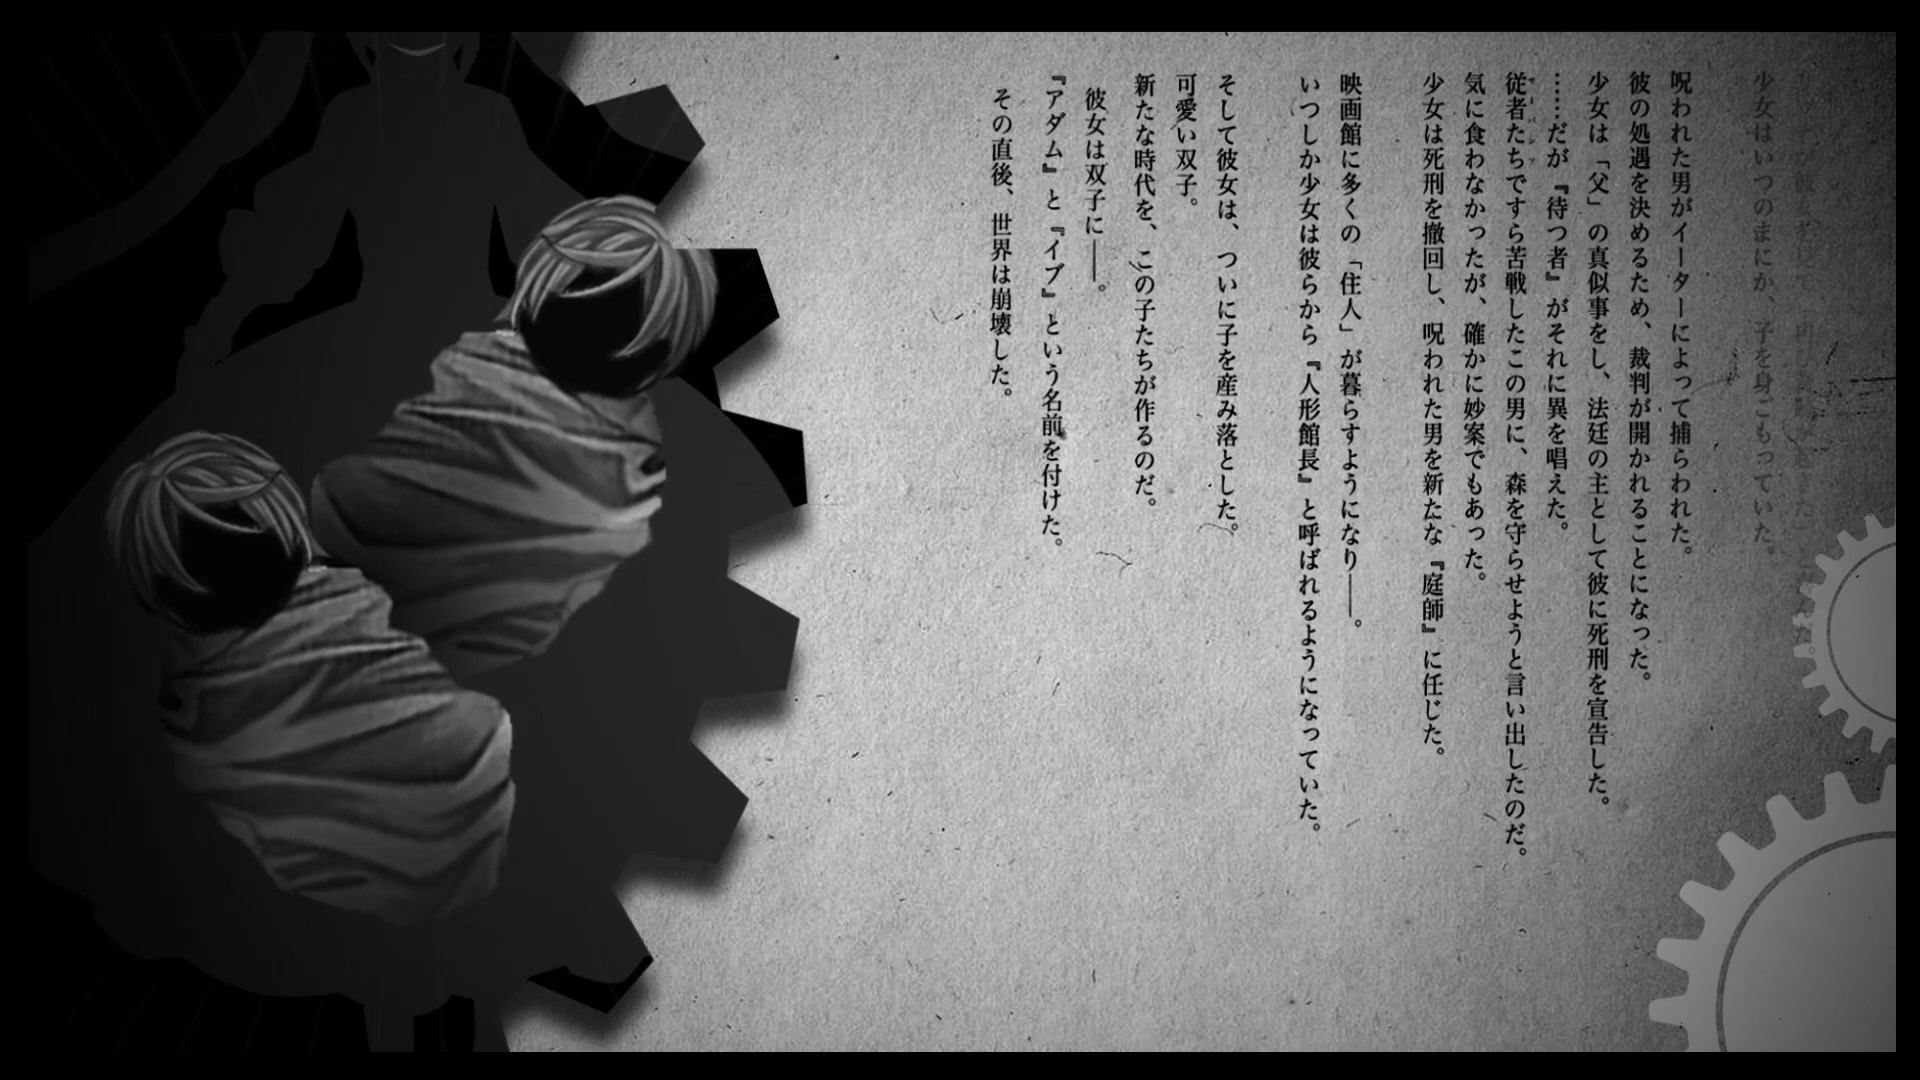 少女はいつのまにか、子を身ごもっていた。
呪われた男がイーターによって捕らわれた。
彼の処遇を決めるため、裁判が開かれることになった。
少女は「父」の真似事をし、法廷の主として彼に死刑を宣告した。
……だが『待つ者』がそれに異を唱えた。
従者たちですら苦戦したこの男に、森を守らせようと言い出したのだ。
サーバンツ
気に食わなかったが、確かに妙案でもあった。
少女は死刑を撤回し、呪われた男を新たな『庭師』に任じた。
映画館に多くの「住人」が暮らすようになり――。
いつしか少女は彼らから『人形館長』と呼ばれるようになっていた。
そして彼女は、ついに子を産み落とした。
可愛い双子。
新たな時代を、この子たちが作るのだ。
彼女は双子に――。
『アダム』と『イブ』という名前を付けた。
その直後、世界は崩壊した。